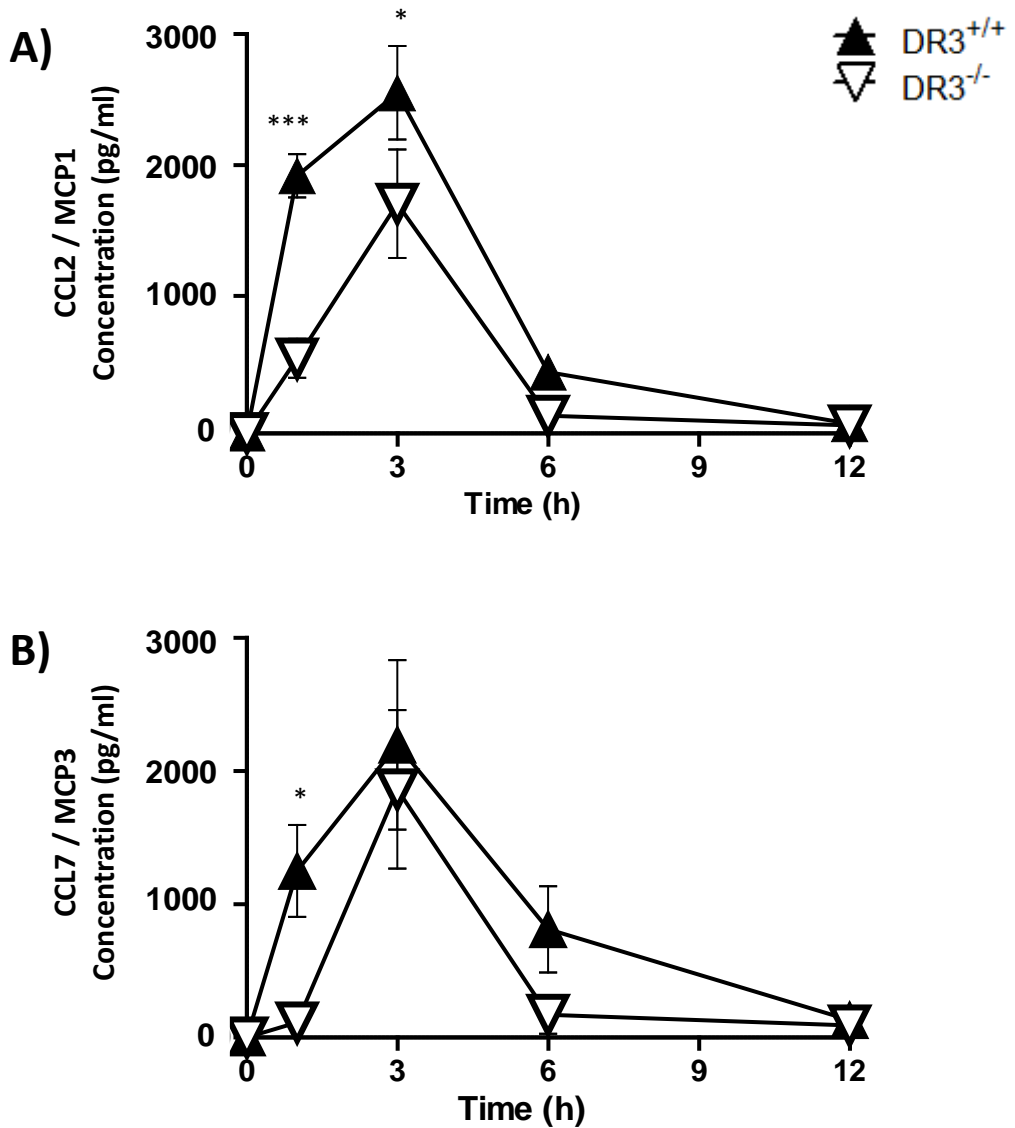 A)
CCL2 / MCP1
Concentration (pg/ml)
3000
2000
1000
0
***
*
DR3+/+
DR3-/-
0 3 6 9 12
Time (h)
B)
CCL7 / MCP3
Concentration (pg/ml)
3000
2000
1000
0
*
0 3 6 9 12
Time (h)